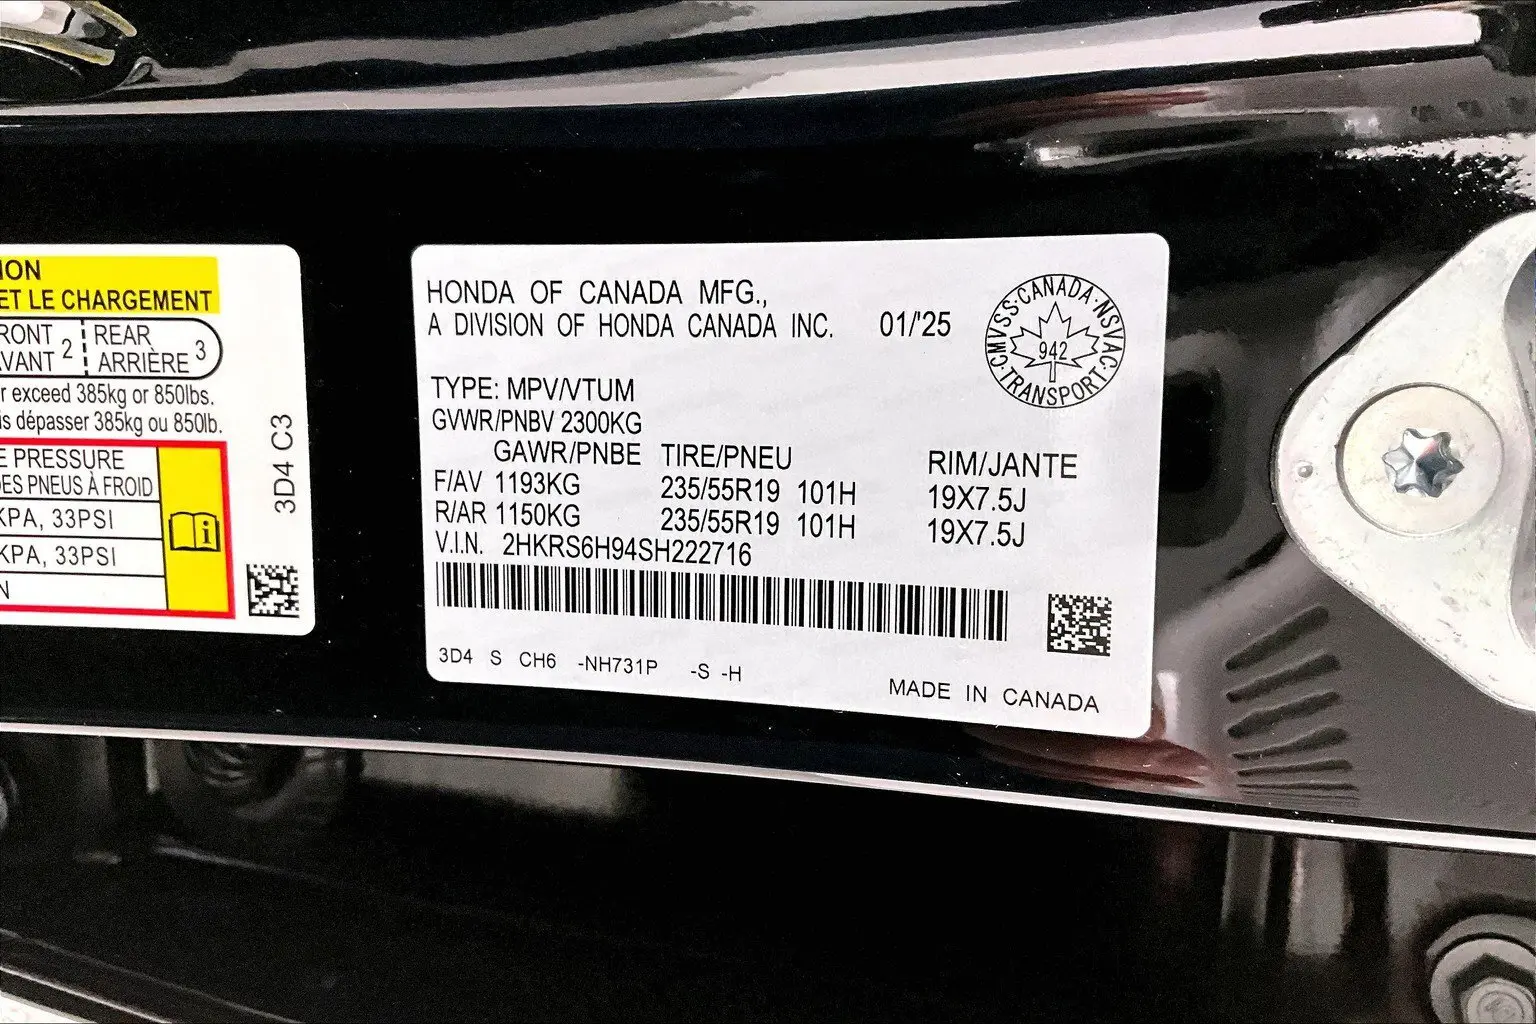 ION
ET LE CHARGEMENT
RONT 2 REAR 3
VANT ARRIÈRE
r exceed 385kg or 850lbs.
is dépasser 385kg ou 850lb.
E PRESSURE
DES PNEUS À FROID
KPA, 33PSI
KPA, 33PSI
N
3D4 C3
HONDA OF CANADA MFG.,
A DIVISION OF HONDA CANADA INC. 01/'25
CMVSS·CANADA·NSVAC·TRANSPORT·
942
TYPE: MPV/VTUM
GVWR/PNBV 2300KG
GAWR/PNBE TIRE/PNEU RIM/JANTE
F/AV 1193KG 235/55R19 101H 19X7.5J
R/AR 1150KG 235/55R19 101H 19X7.5J
V.I.N. 2HKRS6H94SH222716
3D4 S CH6 -NH731P -S -H
MADE IN CANADA